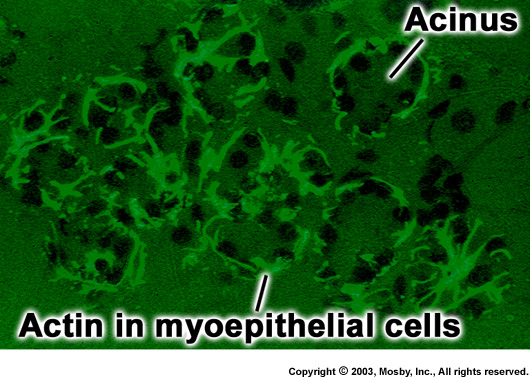 Acinus
Actin in myoepithelial cells
Copyright © 2003, Mosby, Inc., All rights reserved.